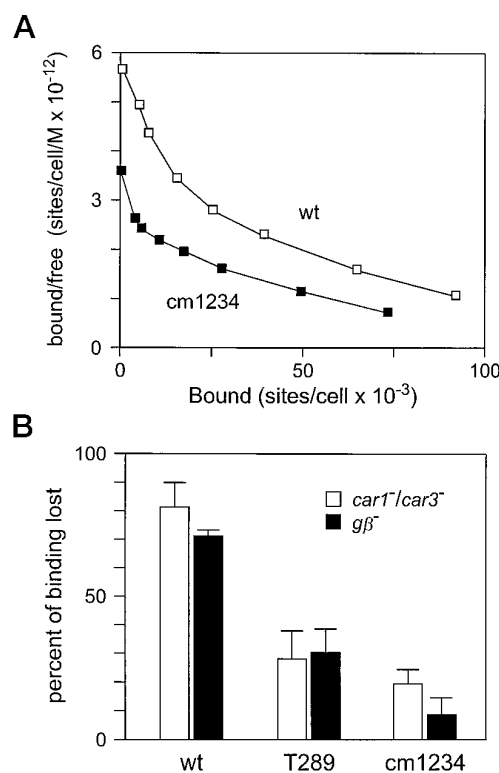 A
bound/free (sites/cell/M x 10⁻¹²)
6
3
0
wt
cm1234
0
50
100
Bound (sites/cell x 10⁻³)
B
percent of binding lost
100
50
0
car1⁻/car3⁻
gβ⁻
wt
T289
cm1234